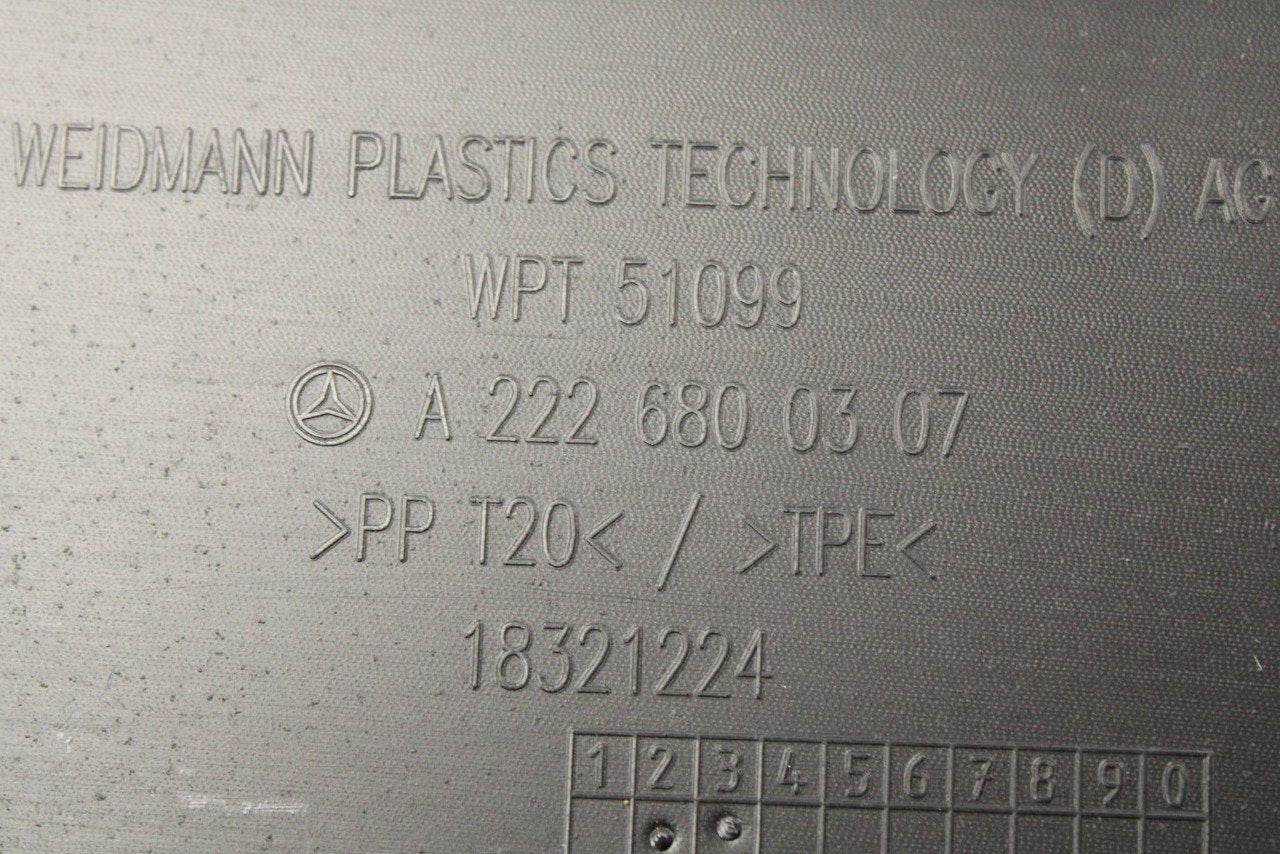 WEIDMANN PLASTICS TECHNOLOGY (D) AG
WPT 51099
A 222 680 03 07
>PP T20< / >TPE<
18321224
1 2 3 4 5 6 7 8 9 0